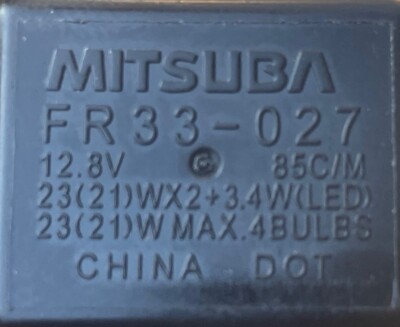 MITSUBA
FR33-027
12.8V G 85C/M
23(21)WX2+3.4W(LED)
23(21)W MAX.4BULBS
CHINA DOT